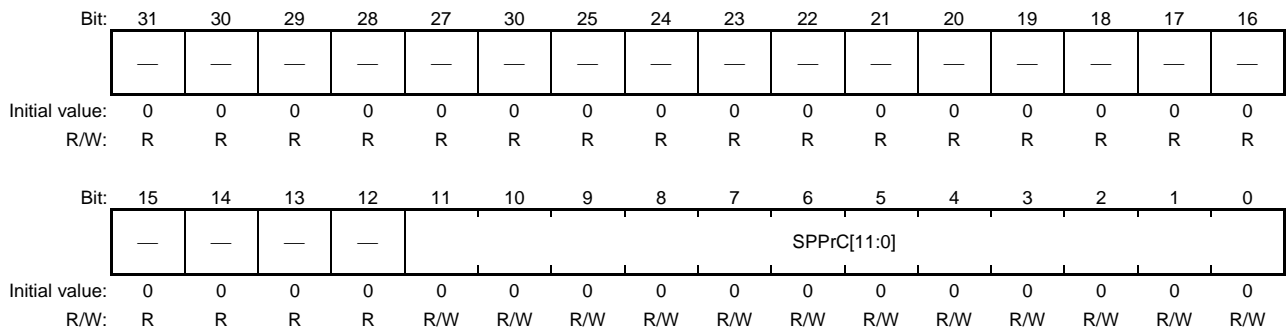 Bit: 31 30 29 28 27 30 25 24 23 22 21 20 19 18 17 16
— — — — — — — — — — — — — — — —
Initial value: 0 0 0 0 0 0 0 0 0 0 0 0 0 0 0 0
R/W: R R R R R R R R R R R R R R R R
Bit: 15 14 13 12 11 10 9 8 7 6 5 4 3 2 1 0
— — — — SPPrC[11:0]
Initial value: 0 0 0 0 0 0 0 0 0 0 0 0 0 0 0 0
R/W: R R R R R/W R/W R/W R/W R/W R/W R/W R/W R/W R/W R/W R/W